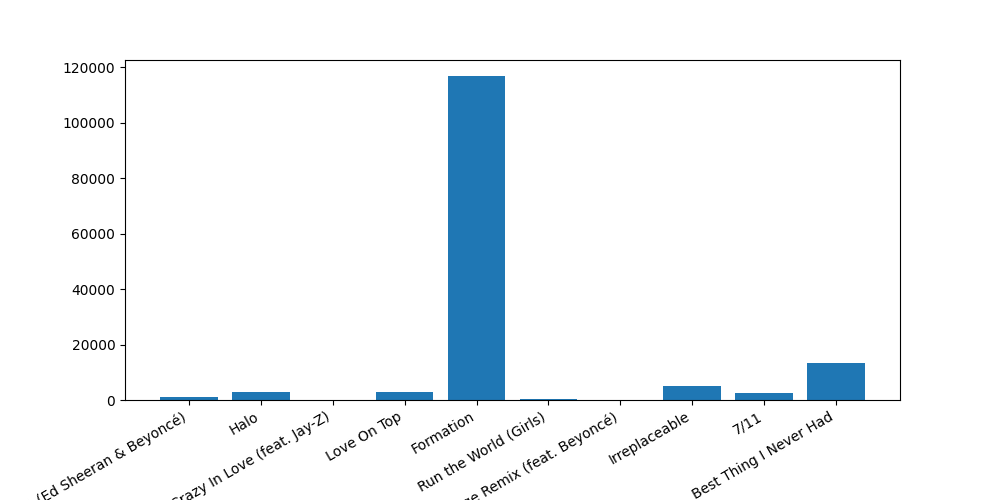 120000
100000
80000
60000
40000
20000
0
(Ed Sheeran & Beyoncé)
Halo
Crazy In Love (feat. Jay-Z)
Love On Top
Formation
Run the World (Girls)
Remix (feat. Beyoncé)
Irreplaceable
7/11
Best Thing I Never Had